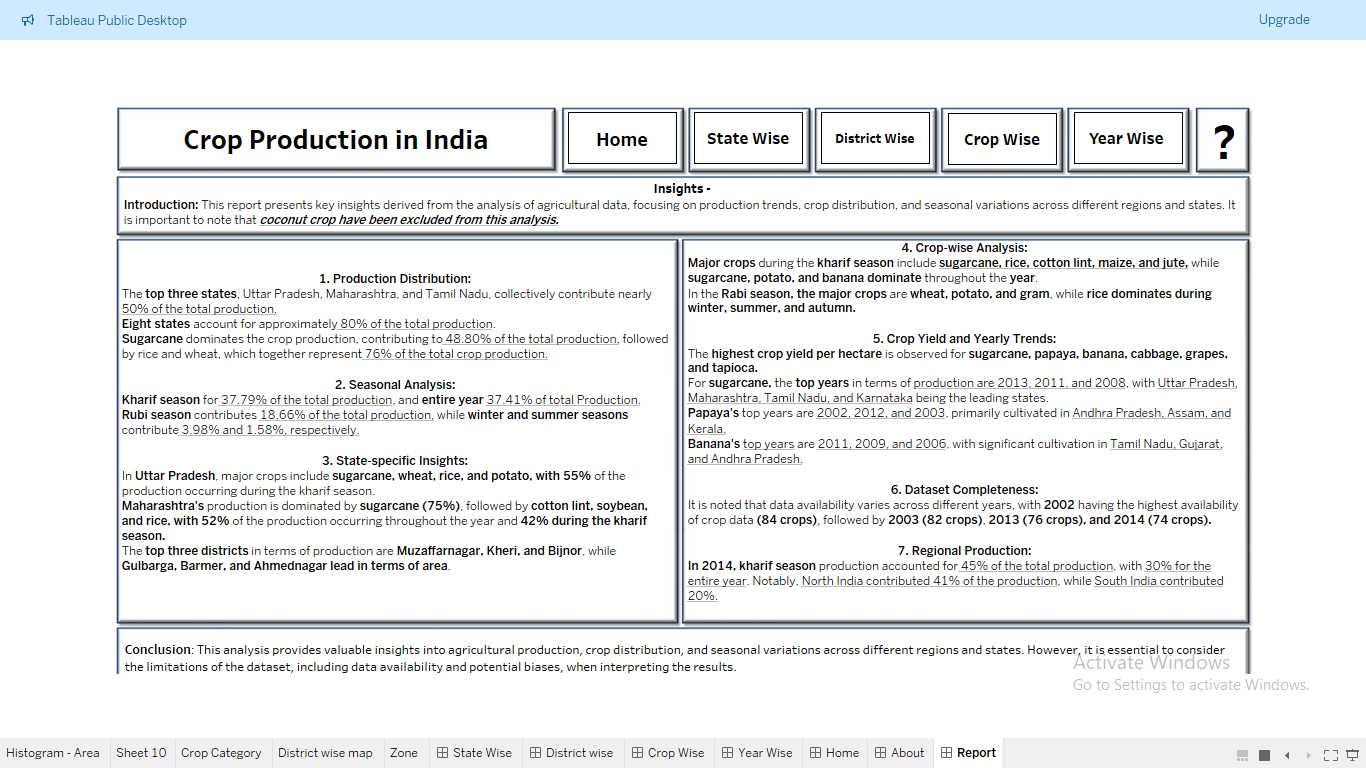 Tableau Public Desktop
Upgrade
Crop Production in India
Home
State Wise
District Wise
Crop Wise
Year Wise
?
Insights -
Introduction: This report presents key insights derived from the analysis of agricultural data, focusing on production trends, crop distribution, and seasonal variations across different regions and states. It
is important to note that coconut crop have been excluded from this analysis.
1. Production Distribution:
The top three states, Uttar Pradesh, Maharashtra, and Tamil Nadu, collectively contribute nearly
50% of the total production.
Eight states account for approximately 80% of the total production.
Sugarcane dominates the crop production, contributing to 48.80% of the total production, followed
by rice and wheat, which together represent 76% of the total crop production.
2. Seasonal Analysis:
Kharif season for 37.79% of the total production, and entire year 37.41% of total Production.
Rubi season contributes 18.66% of the total production, while winter and summer seasons
contribute 3.98% and 1.58%, respectively.
3. State-specific Insights:
In Uttar Pradesh, major crops include sugarcane, wheat, rice, and potato, with 55% of the
production occurring during the kharif season.
Maharashtra's production is dominated by sugarcane (75%), followed by cotton lint, soybean,
and rice, with 52% of the production occurring throughout the year and 42% during the kharif
season.
The top three districts in terms of production are Muzaffarnagar, Kheri, and Bijnor, while
Gulbarga, Barmer, and Ahmednagar lead in terms of area.
4. Crop-wise Analysis:
Major crops during the kharif season include sugarcane, rice, cotton lint, maize, and jute, while
sugarcane, potato, and banana dominate throughout the year.
In the Rabi season, the major crops are wheat, potato, and gram, while rice dominates during
winter, summer, and autumn.
5. Crop Yield and Yearly Trends:
The highest crop yield per hectare is observed for sugarcane, papaya, banana, cabbage, grapes,
and tapioca.
For sugarcane, the top years in terms of production are 2013, 2011, and 2008, with Uttar Pradesh,
Maharashtra, Tamil Nadu, and Karnataka being the leading states.
Papaya's top years are 2002, 2012, and 2003, primarily cultivated in Andhra Pradesh, Assam, and
Kerala.
Banana's top years are 2011, 2009, and 2006, with significant cultivation in Tamil Nadu, Gujarat,
and Andhra Pradesh.
6. Dataset Completeness:
It is noted that data availability varies across different years, with 2002 having the highest availability
of crop data (84 crops), followed by 2003 (82 crops), 2013 (76 crops), and 2014 (74 crops).
7. Regional Production:
In 2014, kharif season production accounted for 45% of the total production, with 30% for the
entire year. Notably, North India contributed 41% of the production, while South India contributed
20%.
Conclusion: This analysis provides valuable insights into agricultural production, crop distribution, and seasonal variations across different regions and states. However, it is essential to consider
the limitations of the dataset, including data availability and potential biases, when interpreting the results.
Activate Windows
Go to Settings to activate Windows.
Histogram - Area
Sheet 10
Crop Category
District wise map
Zone
State Wise
District wise
Crop Wise
Year Wise
Home
About
Report